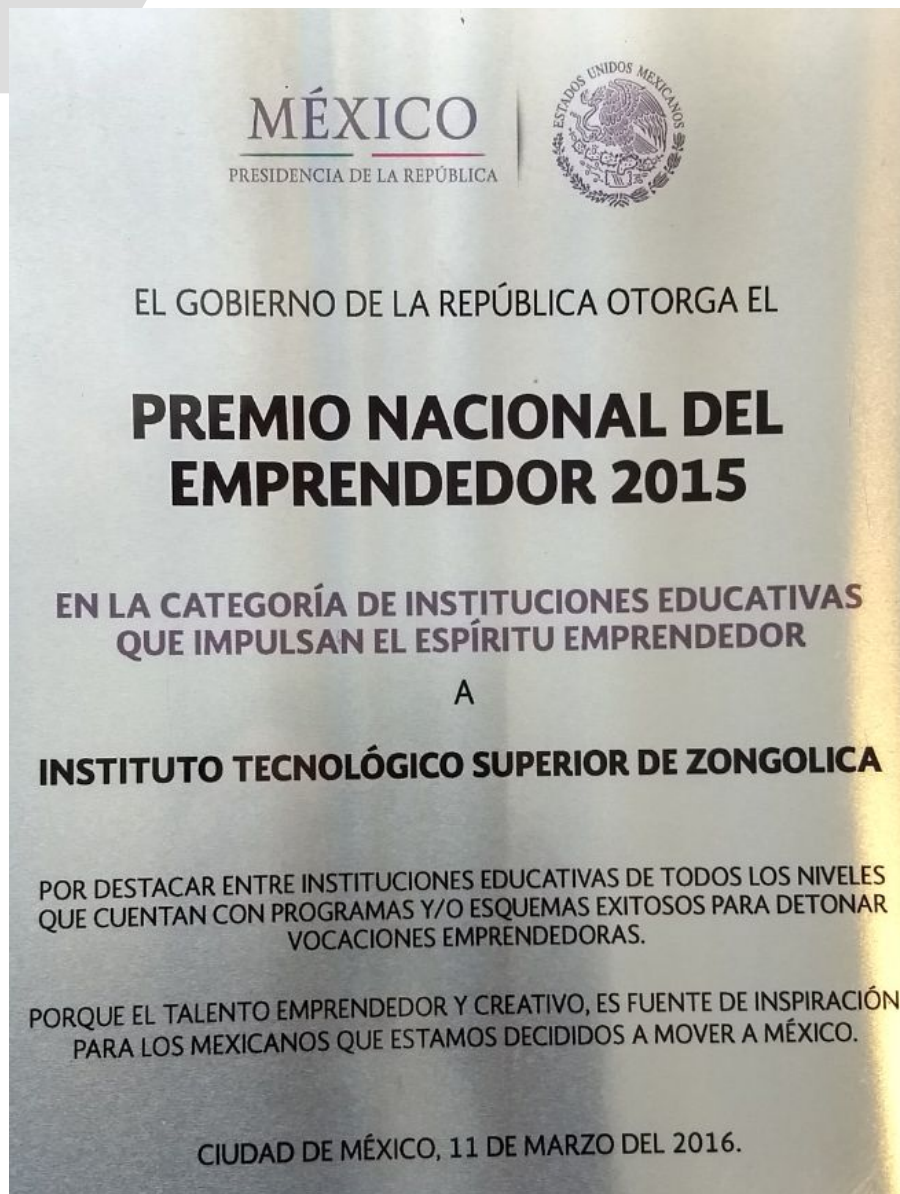 MÉXICO
PRESIDENCIA DE LA REPÚBLICA
ESTADOS UNIDOS MEXICANOS
EL GOBIERNO DE LA REPÚBLICA OTORGA EL
PREMIO NACIONAL DEL
EMPRENDEDOR 2015
EN LA CATEGORÍA DE INSTITUCIONES EDUCATIVAS
QUE IMPULSAN EL ESPÍRITU EMPRENDEDOR
A
INSTITUTO TECNOLÓGICO SUPERIOR DE ZONGOLICA
POR DESTACAR ENTRE INSTITUCIONES EDUCATIVAS DE TODOS LOS NIVELES
QUE CUENTAN CON PROGRAMAS Y/O ESQUEMAS EXITOSOS PARA DETONAR
VOCACIONES EMPRENDEDORAS.
PORQUE EL TALENTO EMPRENDEDOR Y CREATIVO, ES FUENTE DE INSPIRACIÓN
PARA LOS MEXICANOS QUE ESTAMOS DECIDIDOS A MOVER A MÉXICO.
CIUDAD DE MÉXICO, 11 DE MARZO DEL 2016.